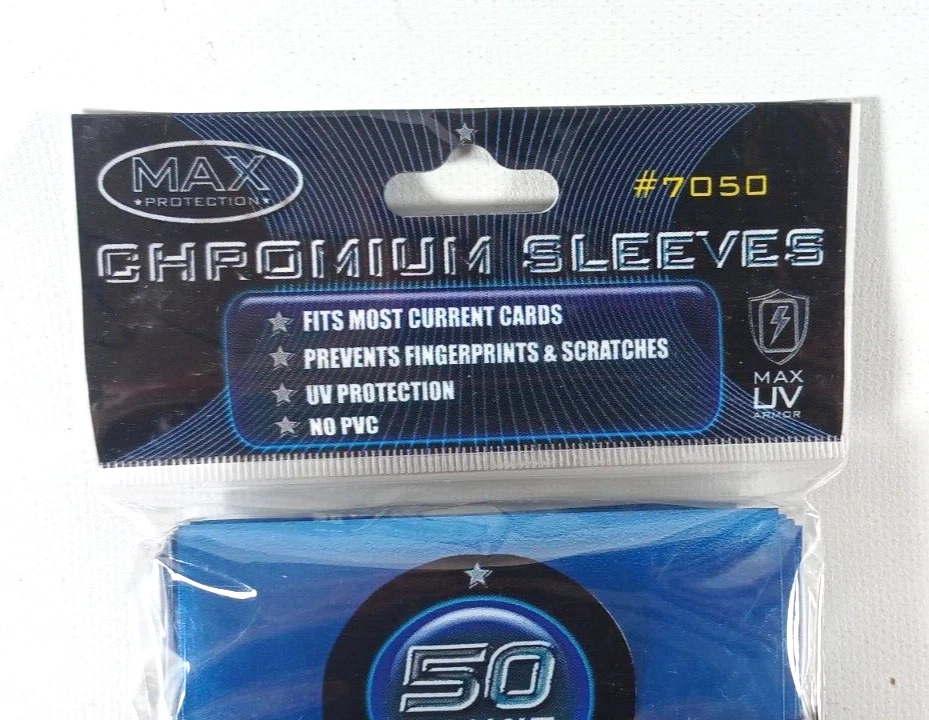 MAX
PROTECTION
#7050
CHROMIUM SLEEVES
FITS MOST CURRENT CARDS
PREVENTS FINGERPRINTS & SCRATCHES
UV PROTECTION
NO PVC
MAX
UV
ARMOR
50